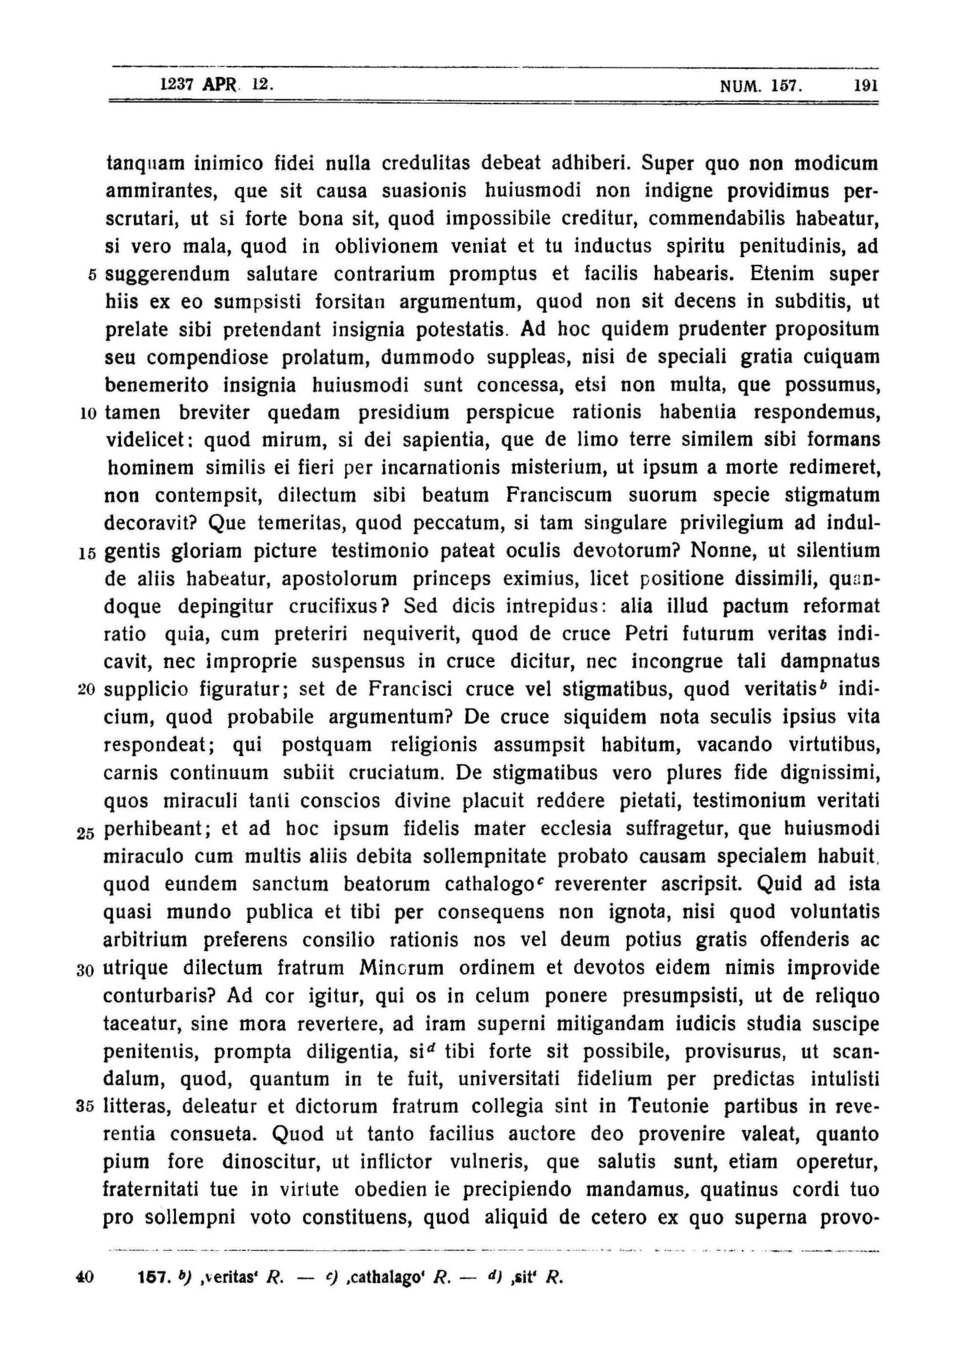 1237 APR. 12. NUM. 157. 191
tanquam inimico fidei nulla credulitas debeat adhiberi. Super quo non modicum
ammirantes, que sit causa suasionis huiusmodi non indigne providimus per-
scrutari, ut si forte bona sit, quod impossibile creditur, commendabilis habeatur,
si vero mala, quod in oblivionem veniat et tu inductus spiritu penitudinis, ad
5 suggerendum salutare contrarium promptus et facilis habearis. Etenim super
hiis ex eo sumpsisti forsitan argumentum, quod non sit decens in subditis, ut
prelate sibi pretendant insignia potestatis. Ad hoc quidem prudenter propositum
seu compendiose prolatum, dummodo suppleas, nisi de speciali gratia cuiquam
benemerito insignia huiusmodi sunt concessa, etsi non multa, que possumus,
10 tamen breviter quedam presidium perspicue rationis habentia respondemus,
videlicet: quod mirum, si dei sapientia, que de limo terre similem sibi formans
hominem similis ei fieri per incarnationis misterium, ut ipsum a morte redimeret,
non contempsit, dilectum sibi beatum Franciscum suorum specie stigmatum
decoravit? Que temeritas, quod peccatum, si tam singulare privilegium ad indul-
15 gentis gloriam picture testimonio pateat oculis devotorum? Nonne, ut silentium
de aliis habeatur, apostolorum princeps eximius, licet positione dissimili, quan-
doque depingitur crucifixus? Sed dicis intrepidus: alia illud pactum reformat
ratio quia, cum preteriri nequiverit, quod de cruce Petri futurum veritas indi-
cavit, nec improprie suspensus in cruce dicitur, nec incongrue tali dampnatus
20 supplicio figuratur; set de Francisci cruce vel stigmatibus, quod veritatis b indi-
cium, quod probabile argumentum? De cruce siquidem nota seculis ipsius vita
respondeat; qui postquam religionis assumpsit habitum, vacando virtutibus,
carnis continuum subiit cruciatum. De stigmatibus vero plures fide dignissimi,
quos miraculi tanti conscios divine placuit reddere pietati, testimonium veritati
25 perhibeant; et ad hoc ipsum fidelis mater ecclesia suffragetur, que huiusmodi
miraculo cum multis aliis debita sollempnitate probato causam specialem habuit,
quod eundem sanctum beatorum cathalogo c reverenter ascripsit. Quid ad ista
quasi mundo publica et tibi per consequens non ignota, nisi quod voluntatis
arbitrium preferens consilio rationis nos vel deum potius gratis offenderis ac
30 utrique dilectum fratrum Minorum ordinem et devotos eidem nimis improvide
conturbaris? Ad cor igitur, qui os in celum ponere presumpsisti, ut de reliquo
taceatur, sine mora revertere, ad iram superni mitigandam iudicis studia suscipe
penitentis, prompta diligentia, si d tibi forte sit possibile, provisurus, ut scan-
dalum, quod, quantum in te fuit, universitati fidelium per predictas intulisti
35 litteras, deleatur et dictorum fratrum collegia sint in Teutonie partibus in reve-
rentia consueta. Quod ut tanto facilius auctore deo provenire valeat, quanto
pium fore dinoscitur, ut inflictor vulneris, que salutis sunt, etiam operetur,
fraternitati tue in virtute obedien ie precipiendo mandamus, quatinus cordi tuo
pro sollempni voto constituens, quod aliquid de cetero ex quo superna provo-
40 157. b) ‚veritas‘ R. — c) ‚cathalago‘ R. — d) ‚sit‘ R.